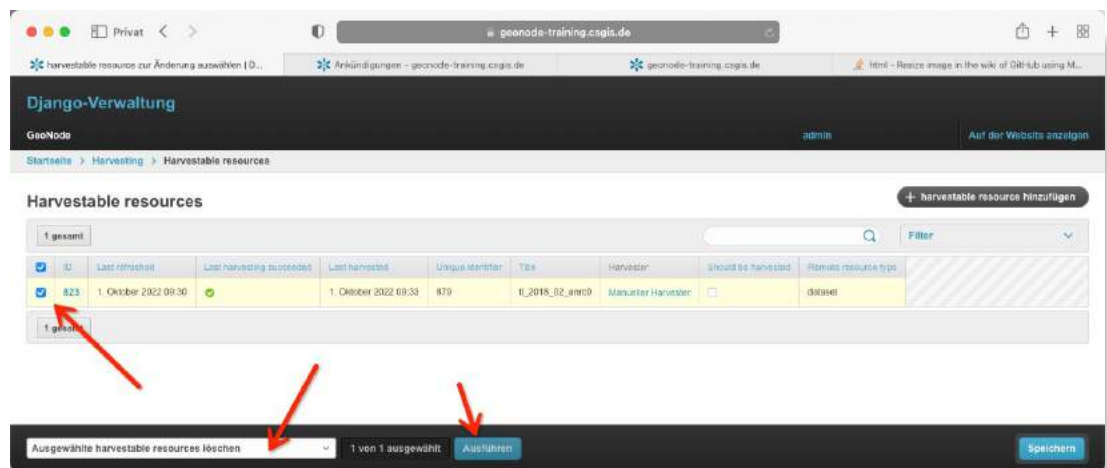 Privat
geonode-training.csgis.de
harvestable resource zur Änderung auswählen | D...
Ankündigungen - geonode-training.csgis.de
geonode-training.csgis.de
html - Resize image in the wiki of GitHub using M...
Django-Verwaltung
GeoNode
admin
Auf der Website anzeigen
Startseite > Harvesting > Harvestable resources
Harvestable resources
+ harvestable resource hinzufügen
1 gesamt
Filter
ID Last refreshed Last harvesting succeeded Last harvested Unique identifier Title Harvester Should be harvested Remote resource type
823 1. Oktober 2022 09:30 1. Oktober 2022 09:33 879 Manueller Harvester dataset
1 gesamt
Ausgewählte harvestable resources löschen
1 von 1 ausgewählt
Ausführen
Speichern